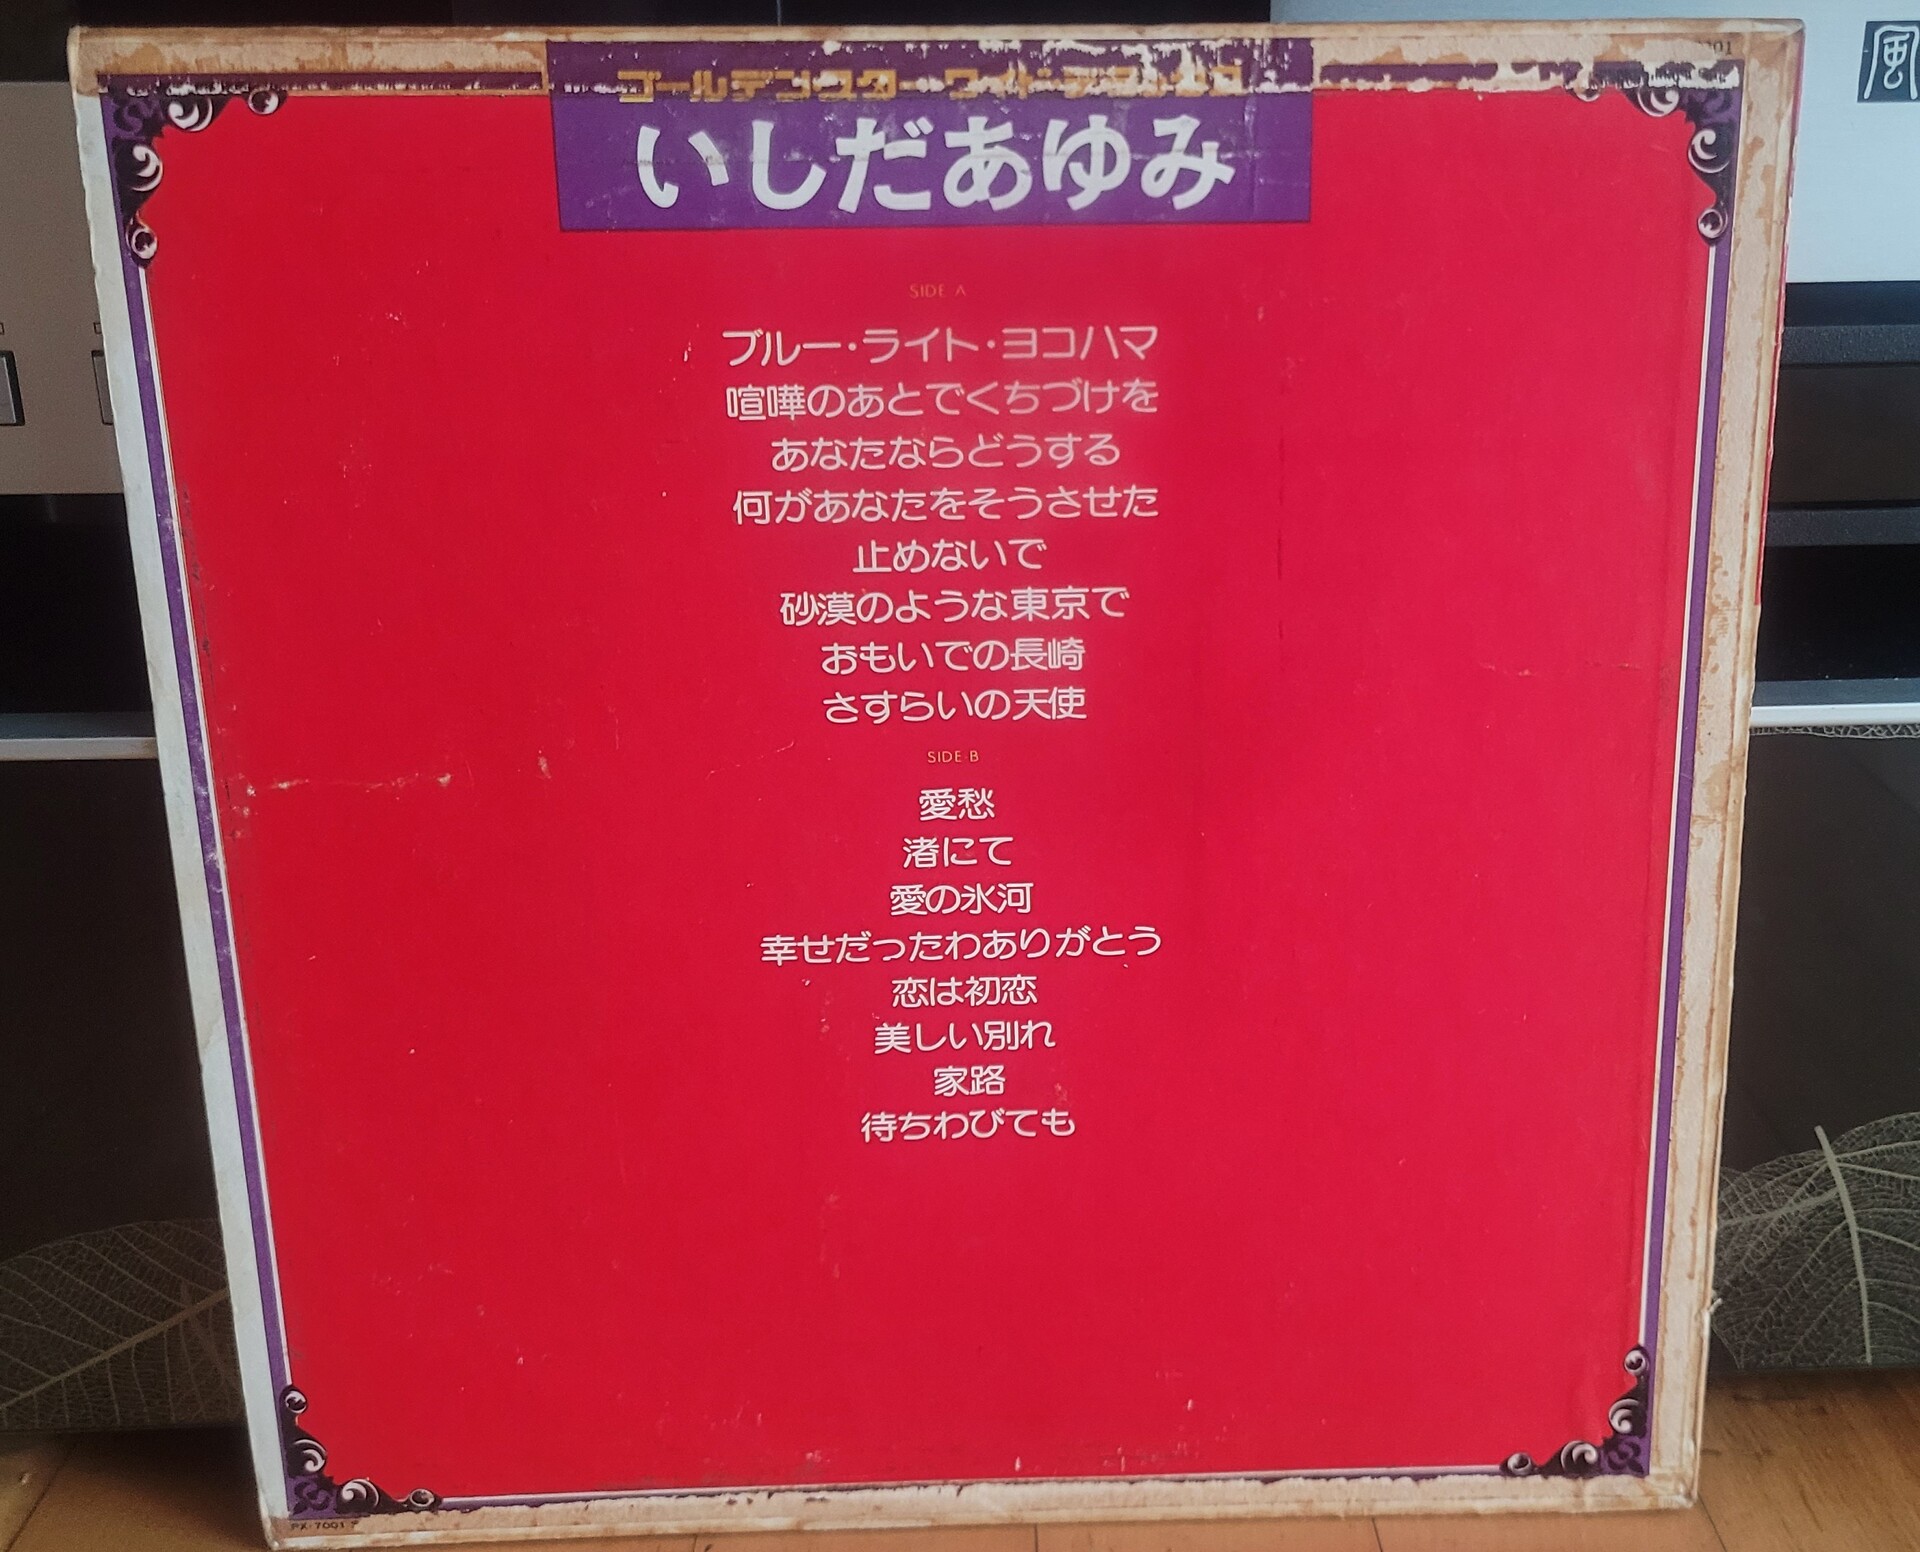 ゴールデンスター・ワイド・デラックス
いしだあゆみ
SIDE A
ブルー・ライト・ヨコハマ
喧嘩のあとでくちづけを
あなたならどうする
何があなたをそうさせた
止めないで
砂漠のような東京で
おもいでの長崎
さすらいの天使
SIDE B
愛愁
渚にて
愛の氷河
幸せだったわありがとう
恋は初恋
美しい別れ
家路
待ちわびても
風